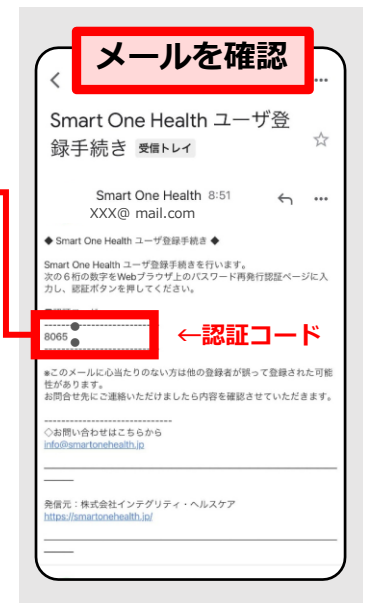 メールを確認
Smart One Health ユーザ登
録手続き 受信トレイ
Smart One Health 8:51
XXX@ mail.com
◆ Smart One Health ユーザ登録手続き ◆
Smart One Health ユーザ登録手続きを行います。
次の6桁の数字をWebブラウザ上のパスワード再発行認証ページに入
力し、認証ボタンを押してください。
8065
←認証コード
※このメールに心当たりのない方は他の登録者が誤って登録された可能
性があります。
お問合せ先にご連絡いただけましたら内容を確認させていただきます。
◇お問い合わせはこちらから
info@smartonehealth.jp
発信元：株式会社インテグリティ・ヘルスケア
https://smartonehealth.jp/